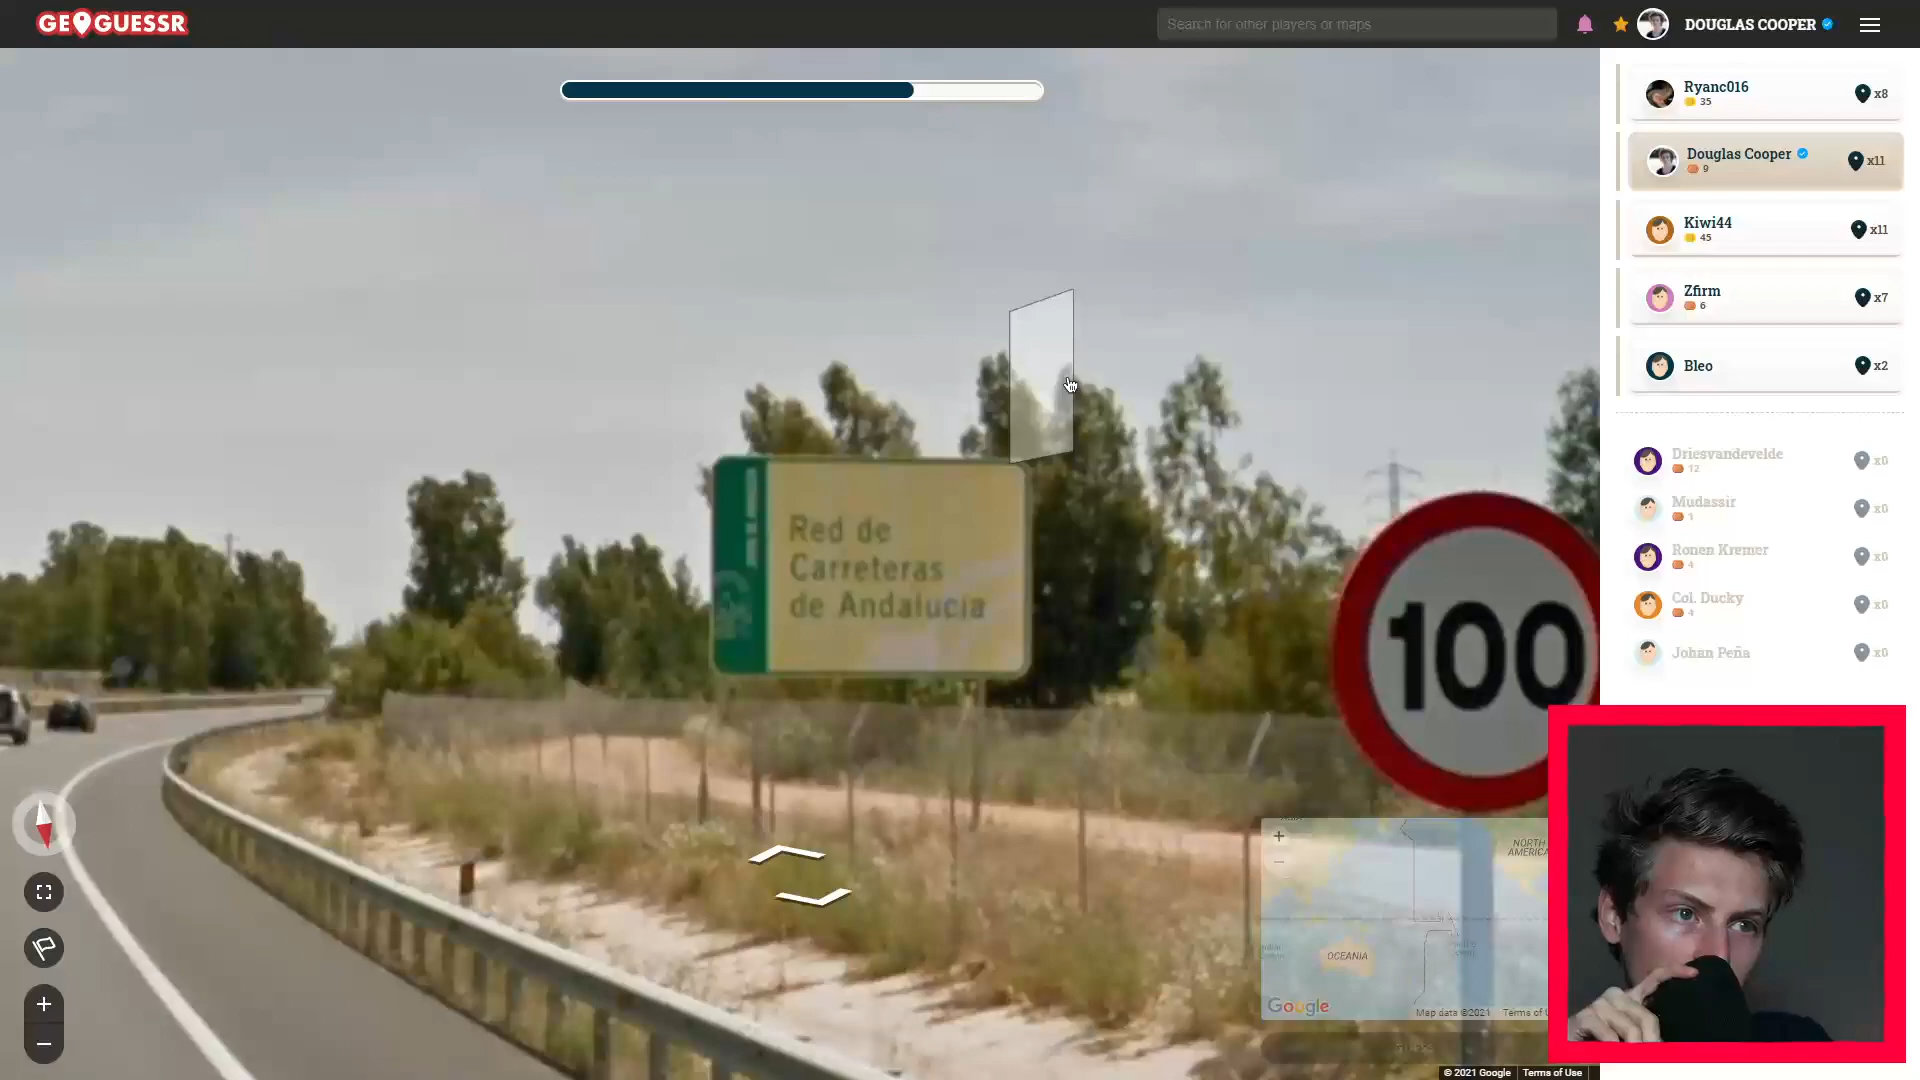 GEOGUESSR
Search for other players or maps
DOUGLAS COOPER
Ryanc016
35
x8
Douglas Cooper
9
x11
Kiwi44
45
x11
Zfirm
6
x7
Bleo
x2
Driesvandevelde
12
x0
Mudassir
1
x0
Ronen Kremer
4
x0
Col. Ducky
4
x0
Johan Peña
x0
Red de
Carreteras
de Andalucía
100
NORTH
AMERICA
OCEANIA
Google
Map data ©2021
Terms of
© 2021 Google
Terms of Use